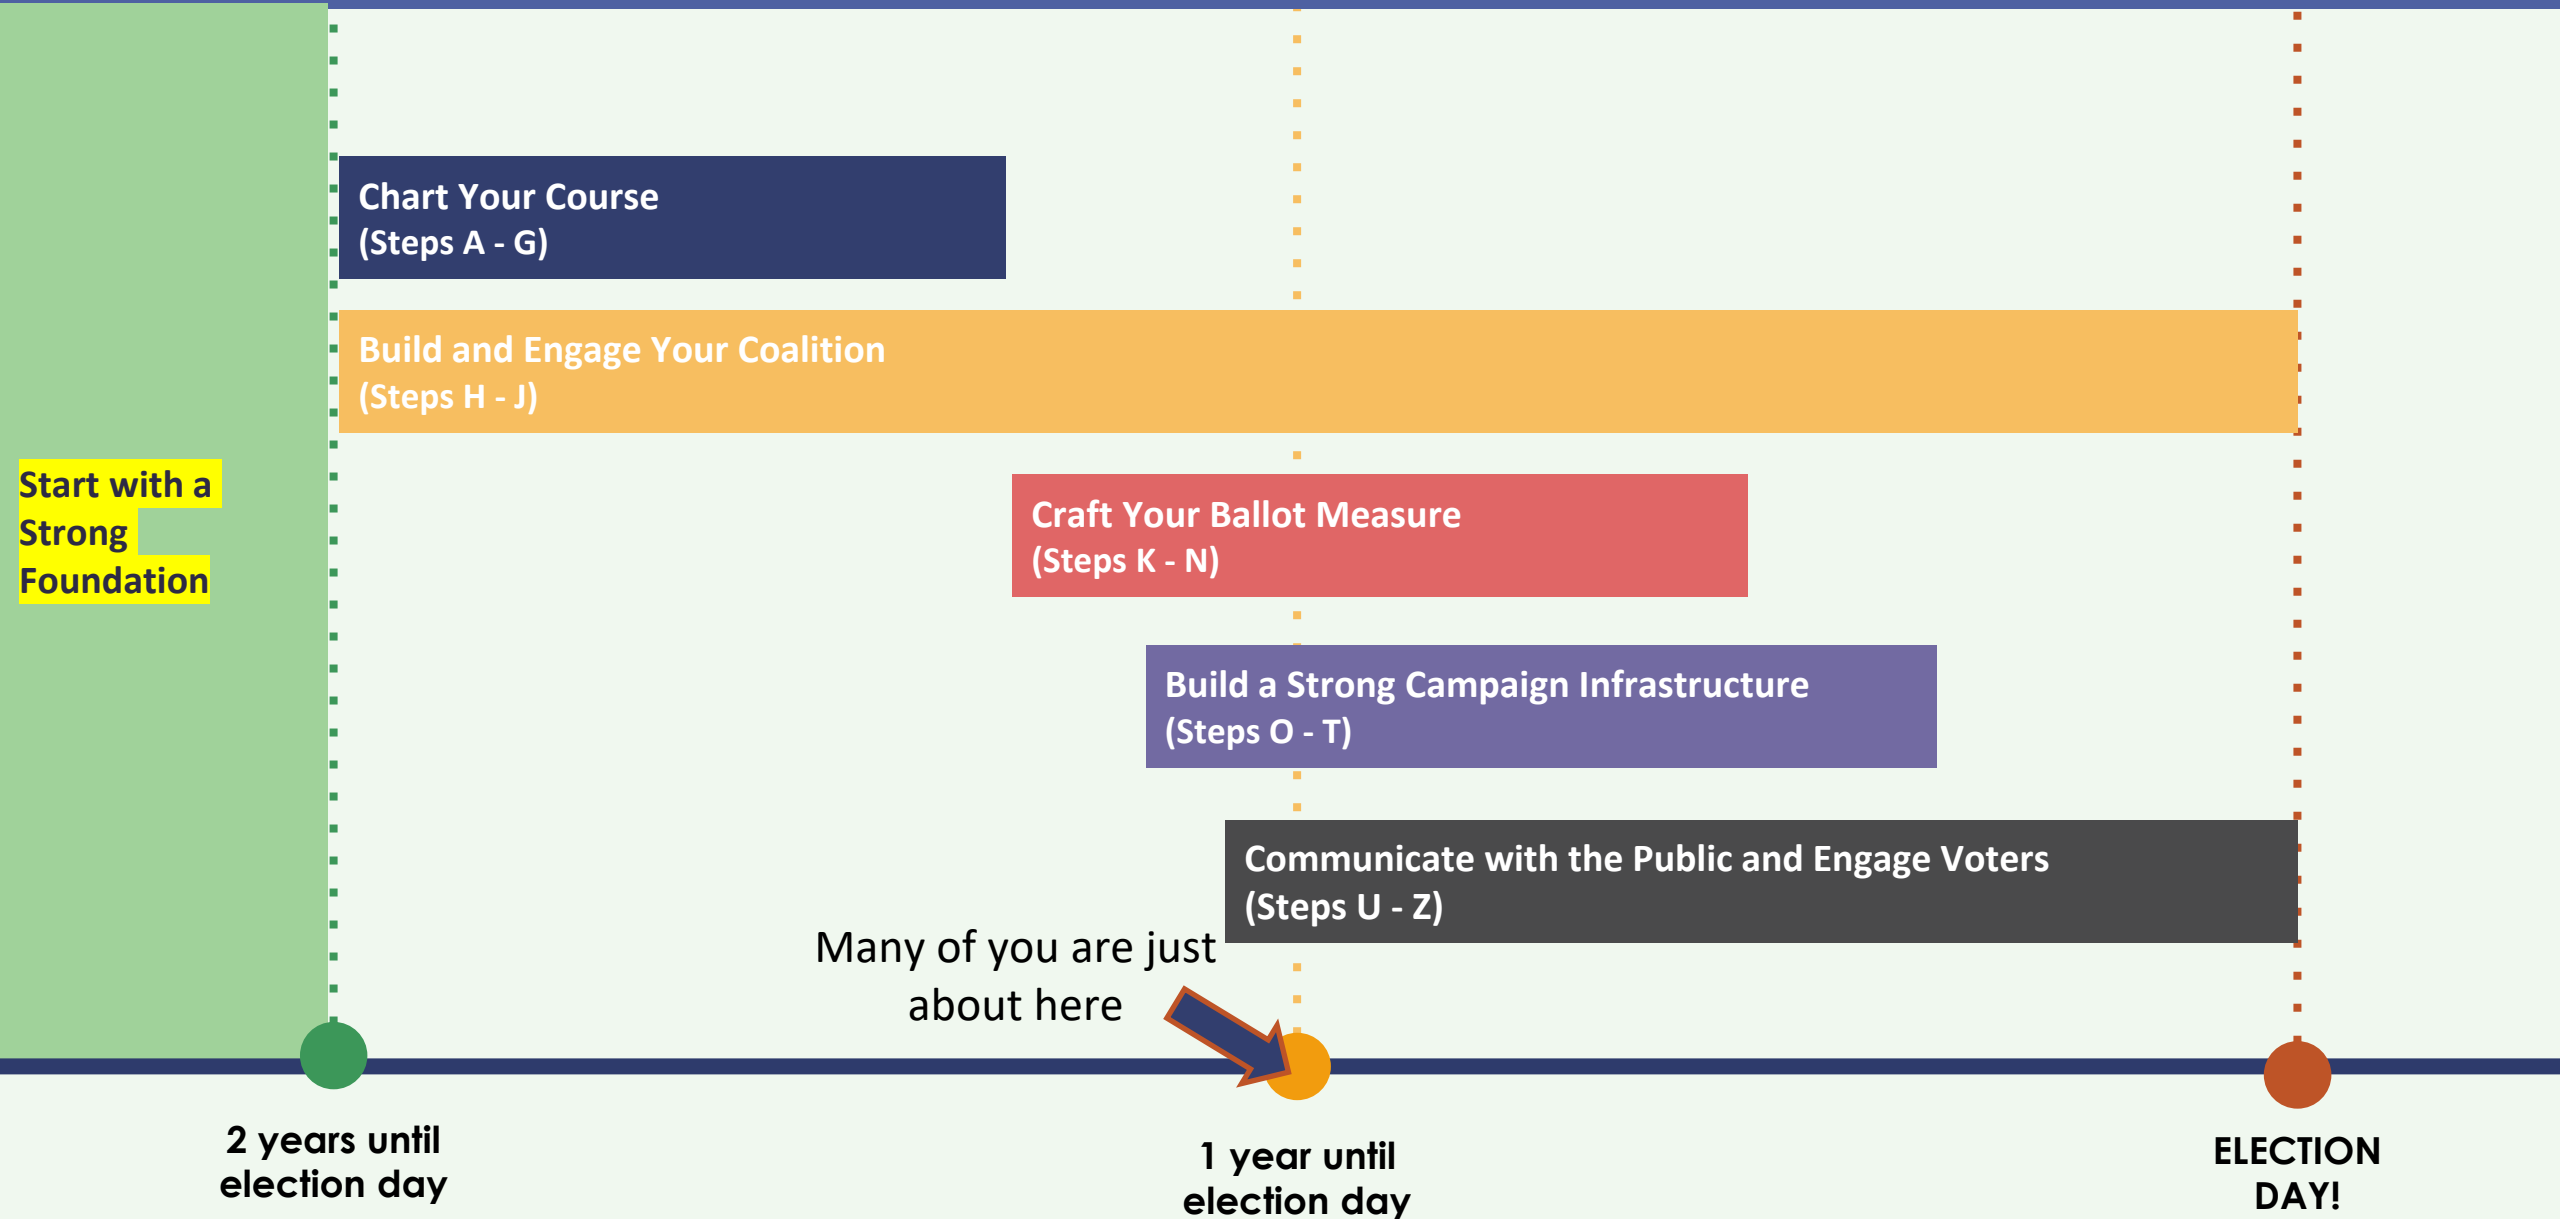 Chart Your Course
(Steps A - G)
Build and Engage Your Coalition
(Steps H - J)
Start with a
Strong
Foundation
Craft Your Ballot Measure
(Steps K - N)
Build a Strong Campaign Infrastructure
(Steps O - T)
Communicate with the Public and Engage Voters
(Steps U - Z)
Many of you are just
about here
2 years until
election day
1 year until
election day
ELECTION
DAY!